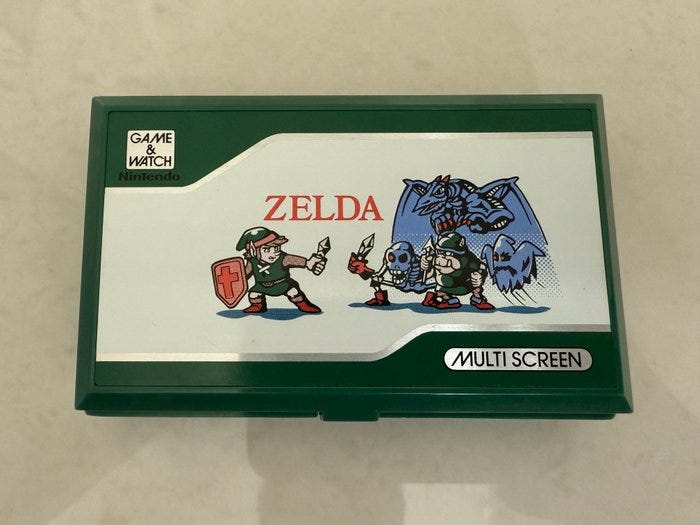 GAME
&
WATCH
Nintendo
ZELDA
MULTI SCREEN